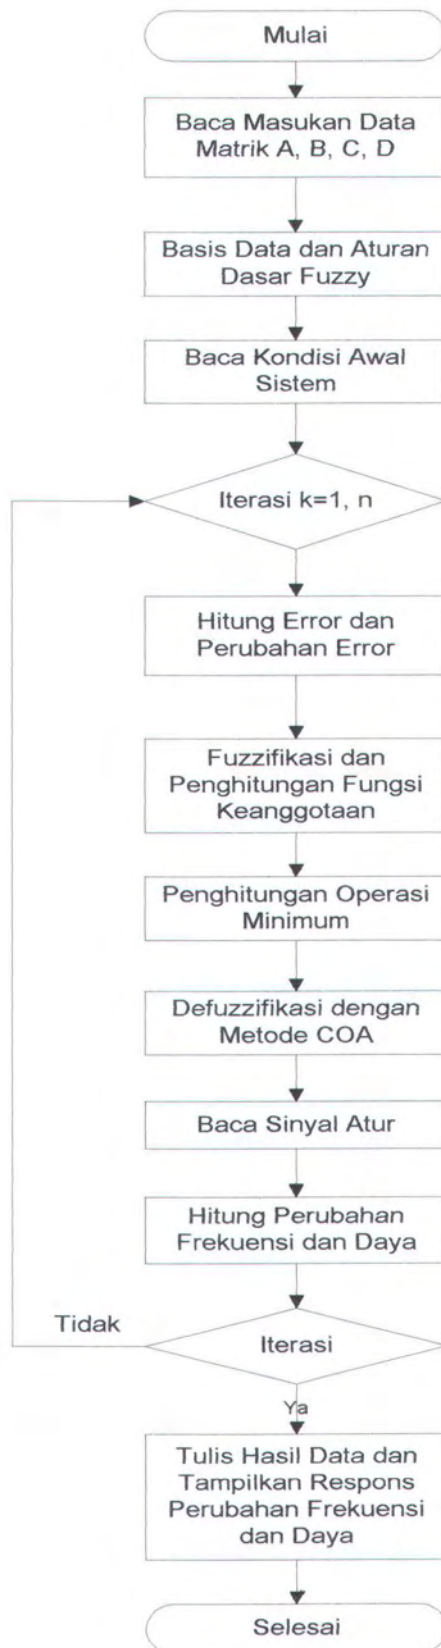 Mulai
Baca Masukan Data
Matrik A, B, C, D
Basis Data dan Aturan
Dasar Fuzzy
Baca Kondisi Awal
Sistem
Iterasi k=1, n
Hitung Error dan
Perubahan Error
Fuzzifikasi dan
Penghitungan Fungsi
Keanggotaan
Penghitungan Operasi
Minimum
Defuzzifikasi dengan
Metode COA
Baca Sinyal Atur
Hitung Perubahan
Frekuensi dan Daya
Tidak
Iterasi
Ya
Tulis Hasil Data dan
Tampilkan Respons
Perubahan Frekuensi
dan Daya
Selesai